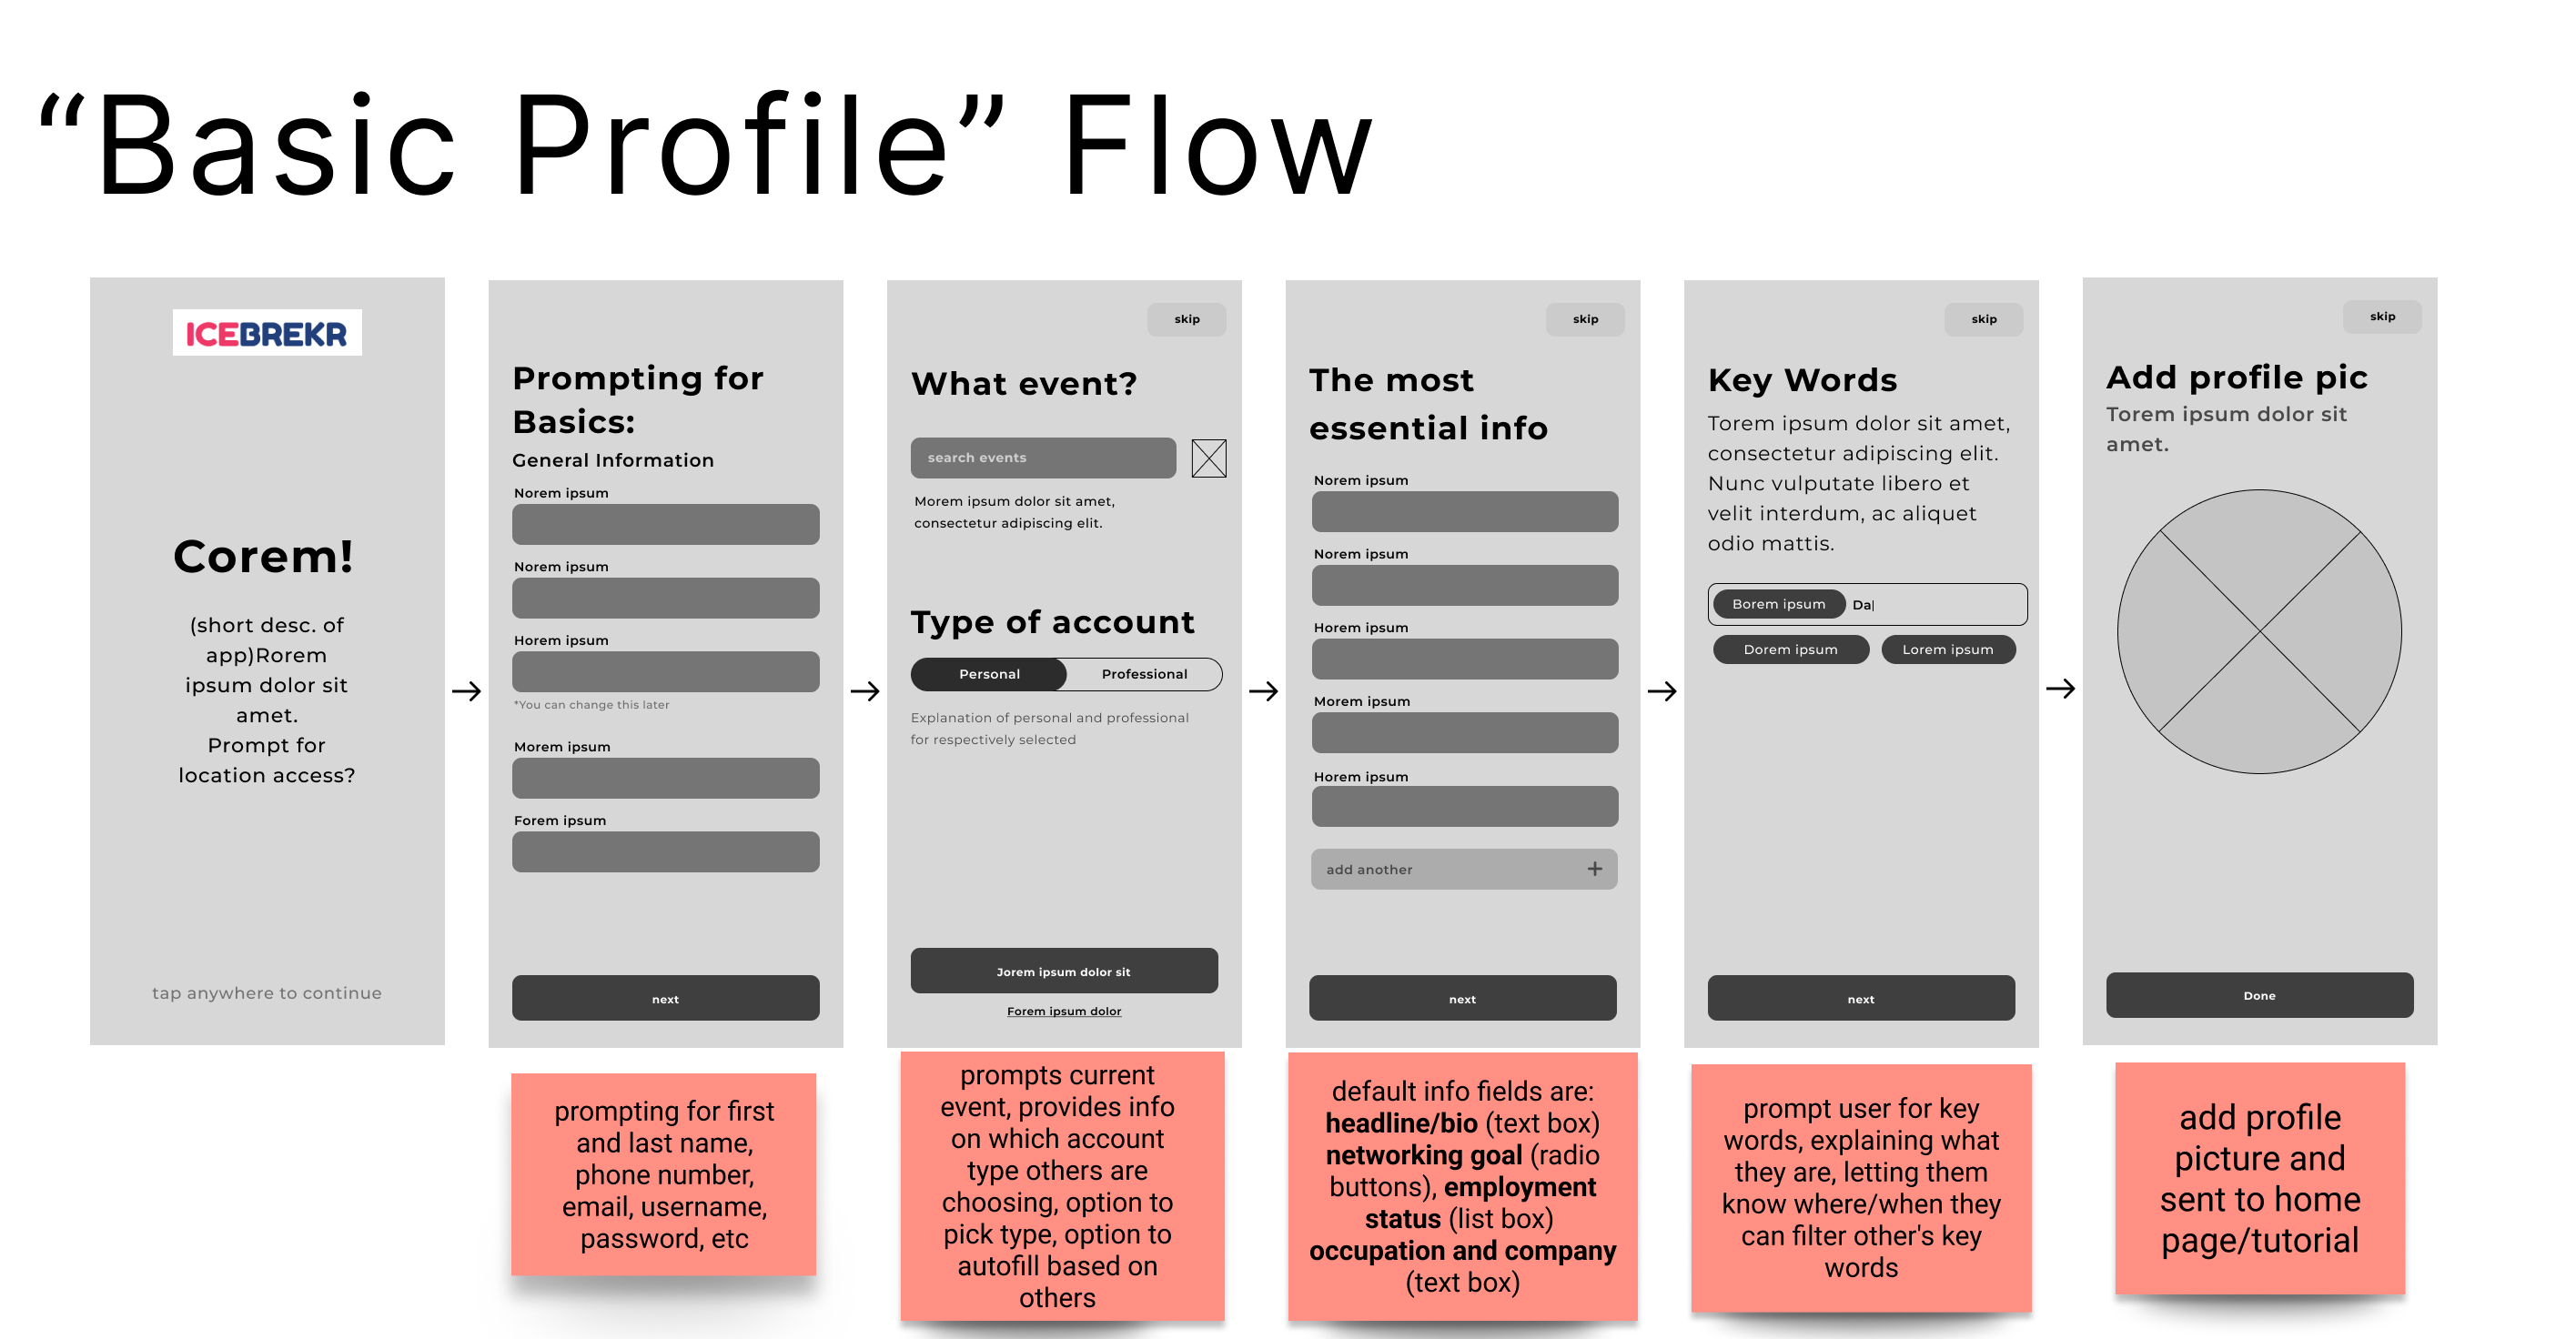 “Basic Profile” Flow
ICEBREKR
Corem!
(short desc. of
app)Rorem
ipsum dolor sit
amet.
Prompt for
location access?
tap anywhere to continue
Prompting for
Basics:
General Information
Norem ipsum
Norem ipsum
Horem ipsum
*You can change this later
Morem ipsum
Forem ipsum
next
prompting for first
and last name,
phone number,
email, username,
password, etc
skip
What event?
search events
Morem ipsum dolor sit amet,
consectetur adipiscing elit.
Type of account
Personal
Professional
Explanation of personal and professional
for respectively selected
Jorem ipsum dolor sit
Forem ipsum dolor
prompts current
event, provides info
on which account
type others are
choosing, option to
pick type, option to
autofill based on
others
skip
The most
essential info
Norem ipsum
Norem ipsum
Horem ipsum
Morem ipsum
Horem ipsum
add another +
next
default info fields are:
headline/bio (text box)
networking goal (radio
buttons), employment
status (list box)
occupation and company
(text box)
skip
Key Words
Torem ipsum dolor sit amet,
consectetur adipiscing elit.
Nunc vulputate libero et
velit interdum, ac aliquet
odio mattis.
Borem ipsum Da|
Dorem ipsum Lorem ipsum
next
prompt user for key
words, explaining what
they are, letting them
know where/when they
can filter other's key
words
skip
Add profile pic
Torem ipsum dolor sit
amet.
Done
add profile
picture and
sent to home
page/tutorial